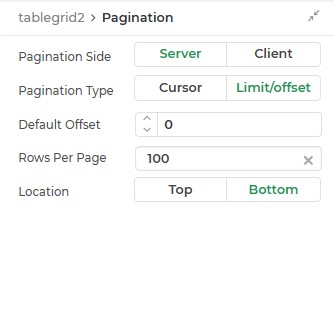 tablegrid2 > Pagination
Pagination Side Server Client
Pagination Type Cursor Limit/offset
Default Offset 0
Rows Per Page 100
Location Top Bottom